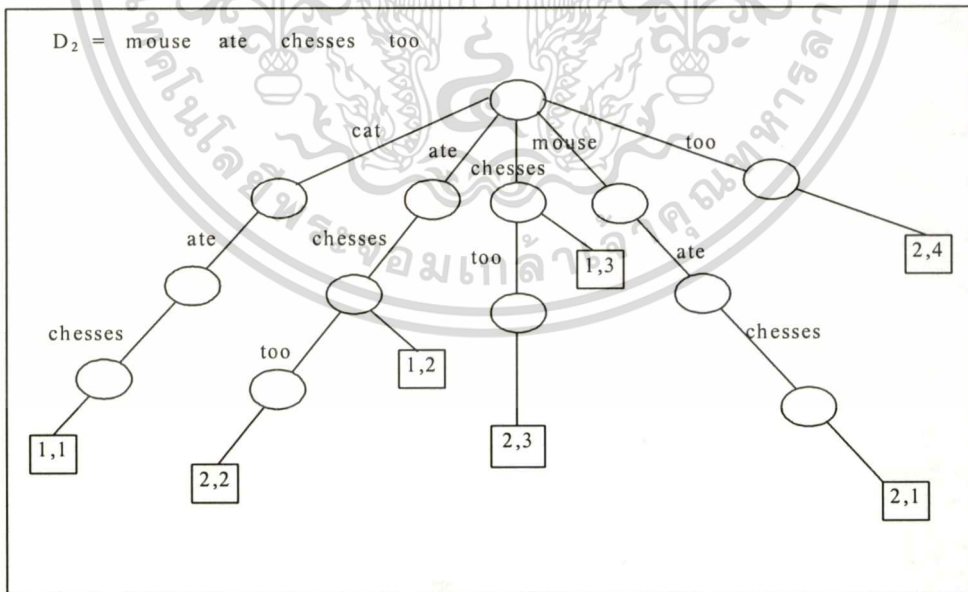 D₂ = mouse ate chesses too
cat
ate
chesses
mouse
too
ate
chesses
too
1,3
ate
2,4
chesses
too
1,2
chesses
1,1
2,2
2,3
2,1